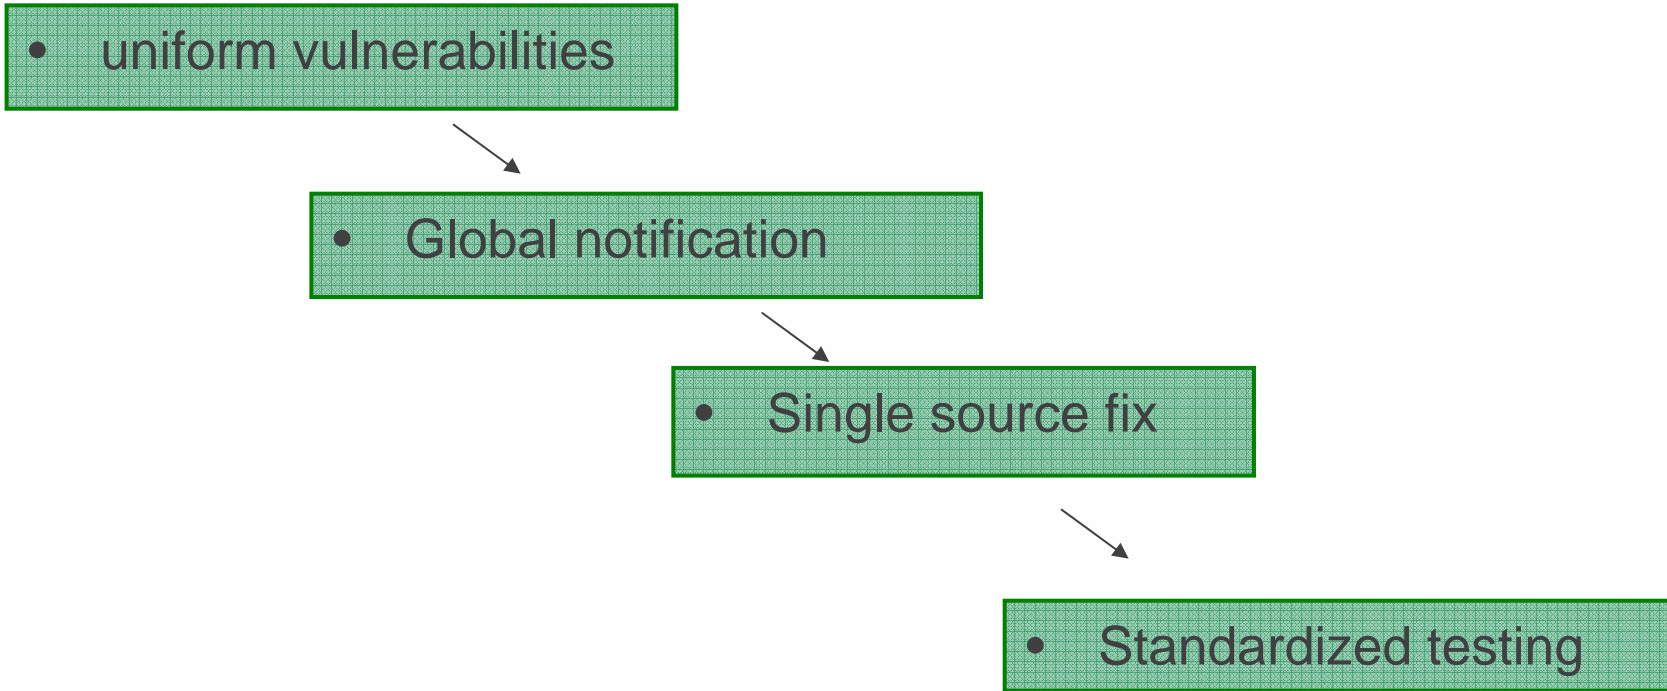 • uniform vulnerabilities
• Global notification
• Single source fix
• Standardized testing